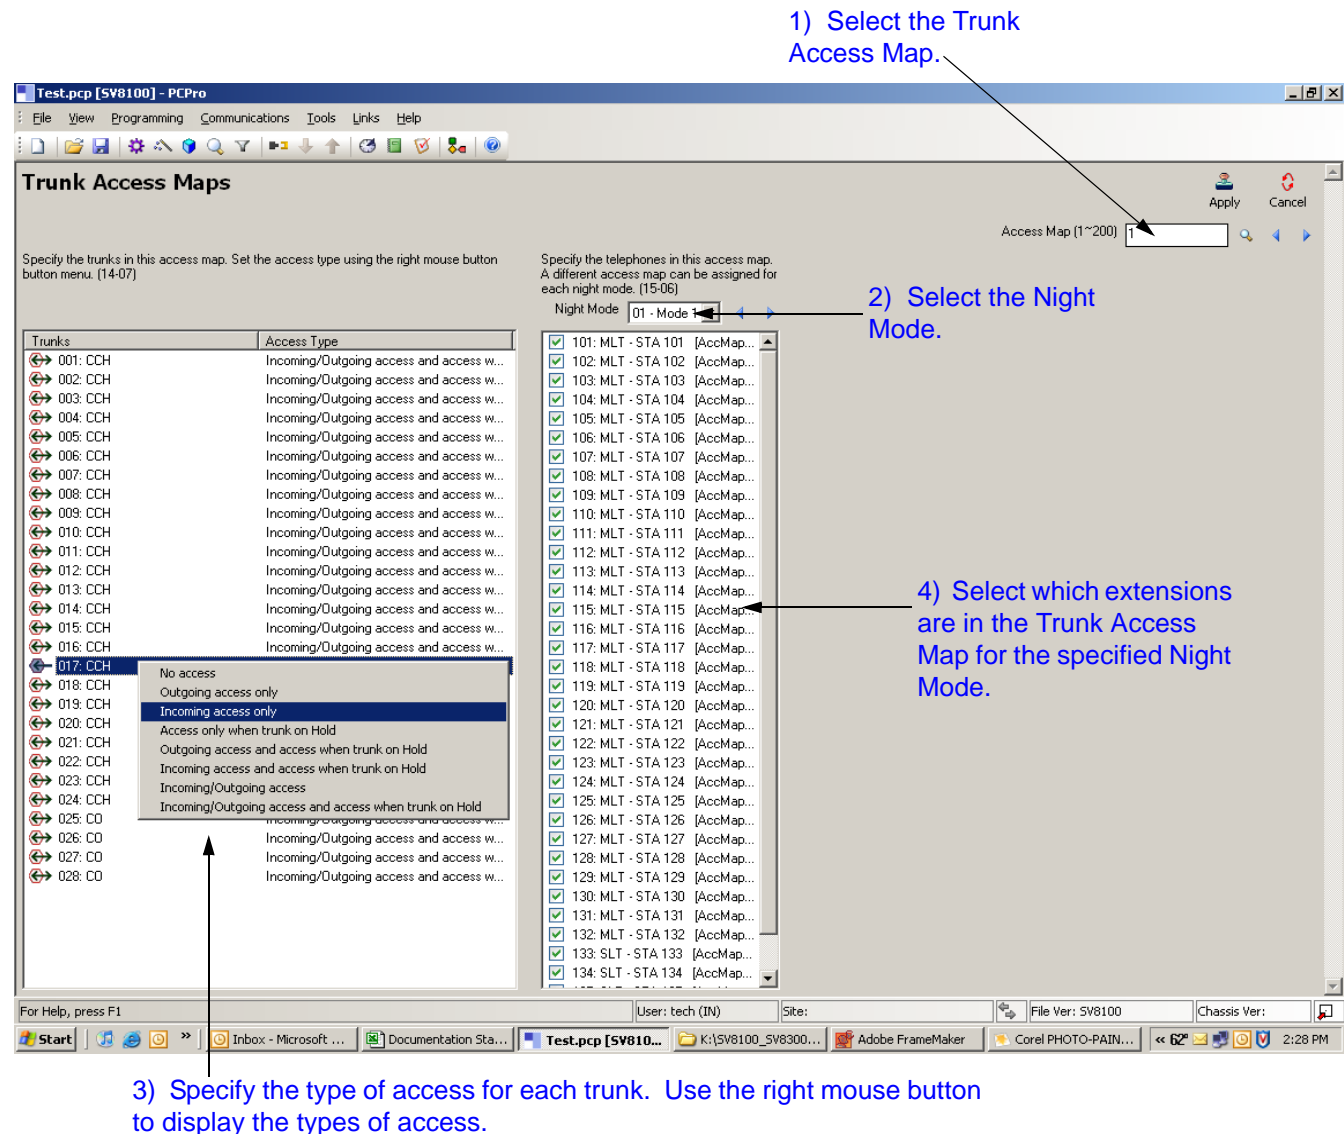 1)  Select the Trunk
Access Map.
Test.pcp [SV8100] - PCPro
File View Programming Communications Tools Links Help
Trunk Access Maps
Apply Cancel
Access Map (1~200) 1
Specify the trunks in this access map. Set the access type using the right mouse button
button menu. (14-07)
Specify the telephones in this access map.
A different access map can be assigned for
each night mode. (15-06)
Night Mode 01 - Mode 1
2)  Select the Night
Mode.
Trunks Access Type
001: CCH Incoming/Outgoing access and access w...
002: CCH Incoming/Outgoing access and access w...
003: CCH Incoming/Outgoing access and access w...
004: CCH Incoming/Outgoing access and access w...
005: CCH Incoming/Outgoing access and access w...
006: CCH Incoming/Outgoing access and access w...
007: CCH Incoming/Outgoing access and access w...
008: CCH Incoming/Outgoing access and access w...
009: CCH Incoming/Outgoing access and access w...
010: CCH Incoming/Outgoing access and access w...
011: CCH Incoming/Outgoing access and access w...
012: CCH Incoming/Outgoing access and access w...
013: CCH Incoming/Outgoing access and access w...
014: CCH Incoming/Outgoing access and access w...
015: CCH Incoming/Outgoing access and access w...
016: CCH Incoming/Outgoing access and access w...
017: CCH
018: CCH
019: CCH
020: CCH
021: CCH
022: CCH
023: CCH
024: CCH
025: CO Incoming/Outgoing access and access w...
026: CO Incoming/Outgoing access and access w...
027: CO Incoming/Outgoing access and access w...
028: CO Incoming/Outgoing access and access w...
No access
Outgoing access only
Incoming access only
Access only when trunk on Hold
Outgoing access and access when trunk on Hold
Incoming access and access when trunk on Hold
Incoming/Outgoing access
Incoming/Outgoing access and access when trunk on Hold
101: MLT - STA 101 [AccMap...
102: MLT - STA 102 [AccMap...
103: MLT - STA 103 [AccMap...
104: MLT - STA 104 [AccMap...
105: MLT - STA 105 [AccMap...
106: MLT - STA 106 [AccMap...
107: MLT - STA 107 [AccMap...
108: MLT - STA 108 [AccMap...
109: MLT - STA 109 [AccMap...
110: MLT - STA 110 [AccMap...
111: MLT - STA 111 [AccMap...
112: MLT - STA 112 [AccMap...
113: MLT - STA 113 [AccMap...
114: MLT - STA 114 [AccMap...
115: MLT - STA 115 [AccMap...
116: MLT - STA 116 [AccMap...
117: MLT - STA 117 [AccMap...
118: MLT - STA 118 [AccMap...
119: MLT - STA 119 [AccMap...
120: MLT - STA 120 [AccMap...
121: MLT - STA 121 [AccMap...
122: MLT - STA 122 [AccMap...
123: MLT - STA 123 [AccMap...
124: MLT - STA 124 [AccMap...
125: MLT - STA 125 [AccMap...
126: MLT - STA 126 [AccMap...
127: MLT - STA 127 [AccMap...
128: MLT - STA 128 [AccMap...
129: MLT - STA 129 [AccMap...
130: MLT - STA 130 [AccMap...
131: MLT - STA 131 [AccMap...
132: MLT - STA 132 [AccMap...
133: SLT - STA 133 [AccMap...
134: SLT - STA 134 [AccMap...
4)  Select which extensions
are in the Trunk Access
Map for the specified Night
Mode.
For Help, press F1 User: tech (IN) Site: File Ver: SV8100 Chassis Ver:
Start » Inbox - Microsoft ... Documentation Sta... Test.pcp [SV810... K:\SV8100_SV8300... Adobe FrameMaker Corel PHOTO-PAIN... « 62° 2:28 PM
3)  Specify the type of access for each trunk.  Use the right mouse button
to display the types of access.